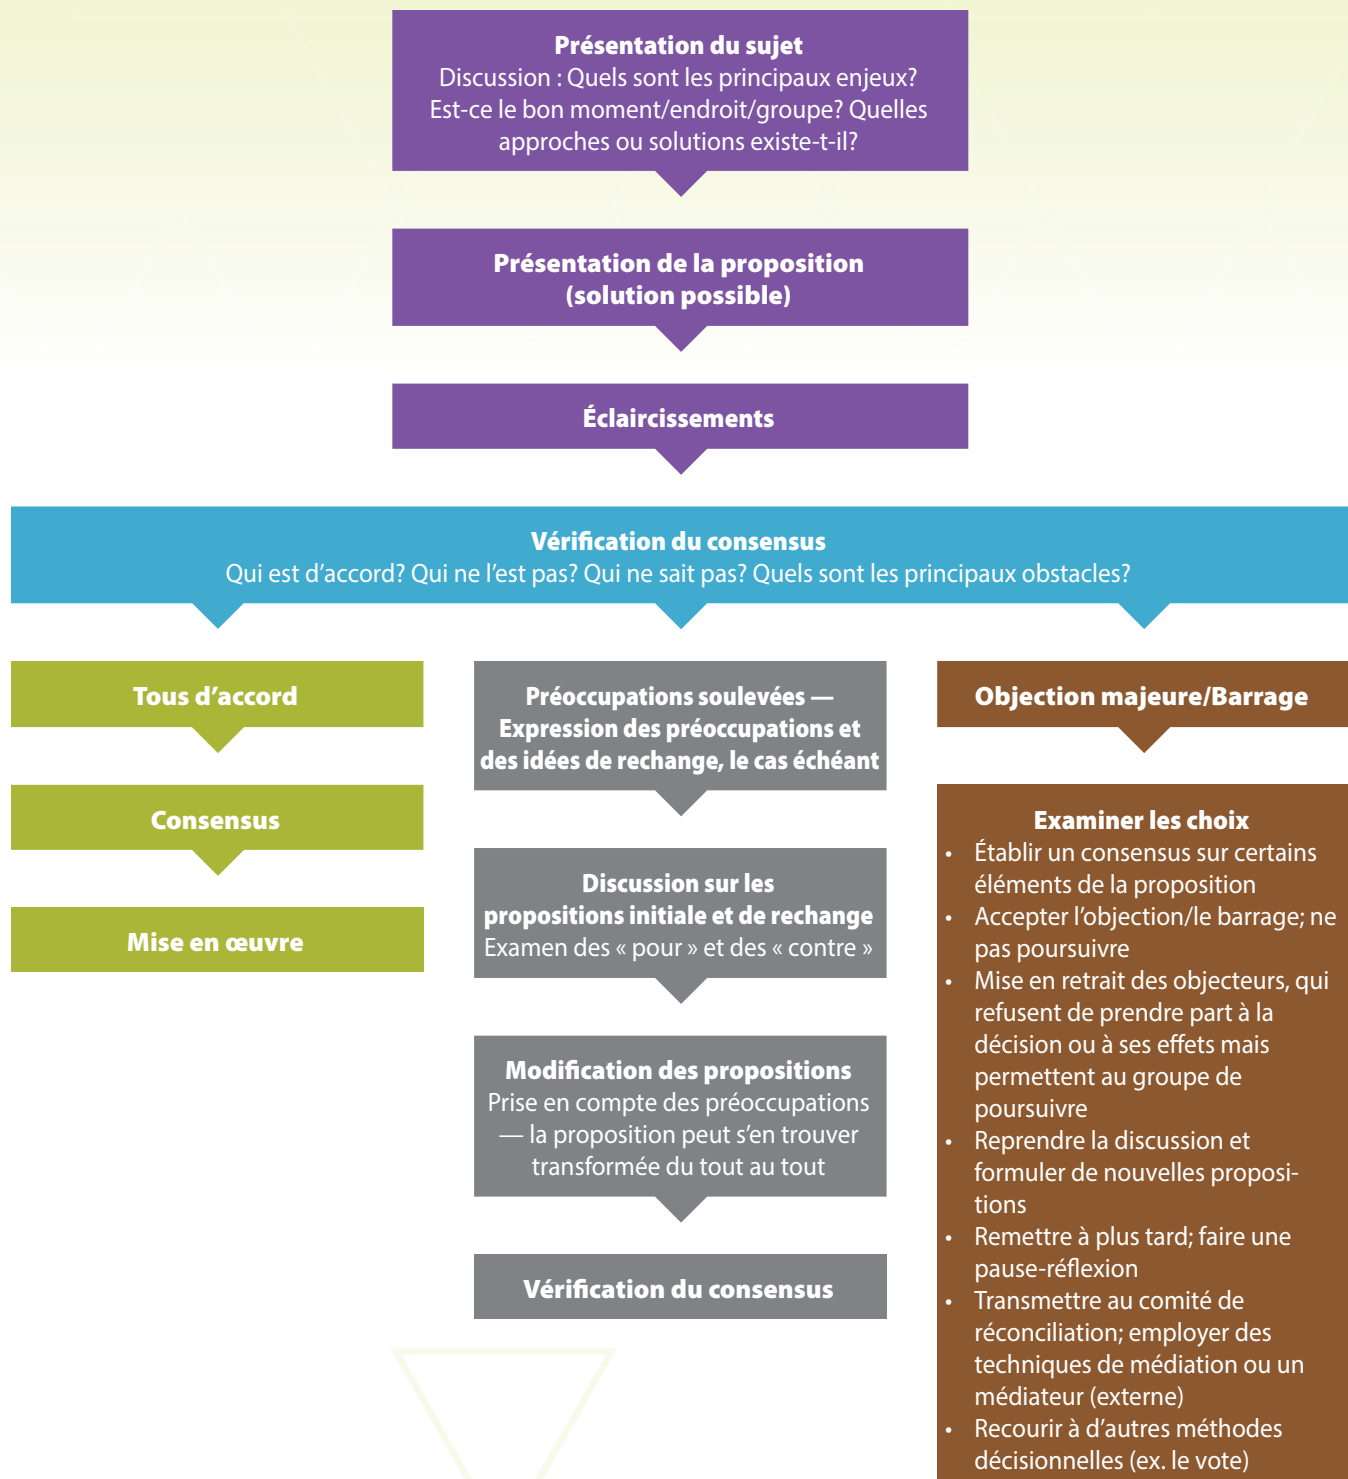 Présentation du sujet
Discussion : Quels sont les principaux enjeux?
Est-ce le bon moment/endroit/groupe? Quelles
approches ou solutions existe-t-il?
Présentation de la proposition
(solution possible)
Éclaircissements
Vérification du consensus
Qui est d’accord? Qui ne l’est pas? Qui ne sait pas? Quels sont les principaux obstacles?
Tous d’accord
Consensus
Mise en œuvre
Préoccupations soulevées —
Expression des préoccupations et
des idées de rechange, le cas échéant
Discussion sur les
propositions initiale et de rechange
Examen des « pour » et des « contre »
Modification des propositions
Prise en compte des préoccupations
— la proposition peut s’en trouver
transformée du tout au tout
Vérification du consensus
Objection majeure/Barrage
Examiner les choix
• Établir un consensus sur certains
éléments de la proposition
• Accepter l’objection/le barrage; ne
pas poursuivre
• Mise en retrait des objecteurs, qui
refusent de prendre part à la
décision ou à ses effets mais
permettent au groupe de
poursuivre
• Reprendre la discussion et
formuler de nouvelles proposi-
tions
• Remettre à plus tard; faire une
pause-réflexion
• Transmettre au comité de
réconciliation; employer des
techniques de médiation ou un
médiateur (externe)
• Recourir à d’autres méthodes
décisionnelles (ex. le vote)